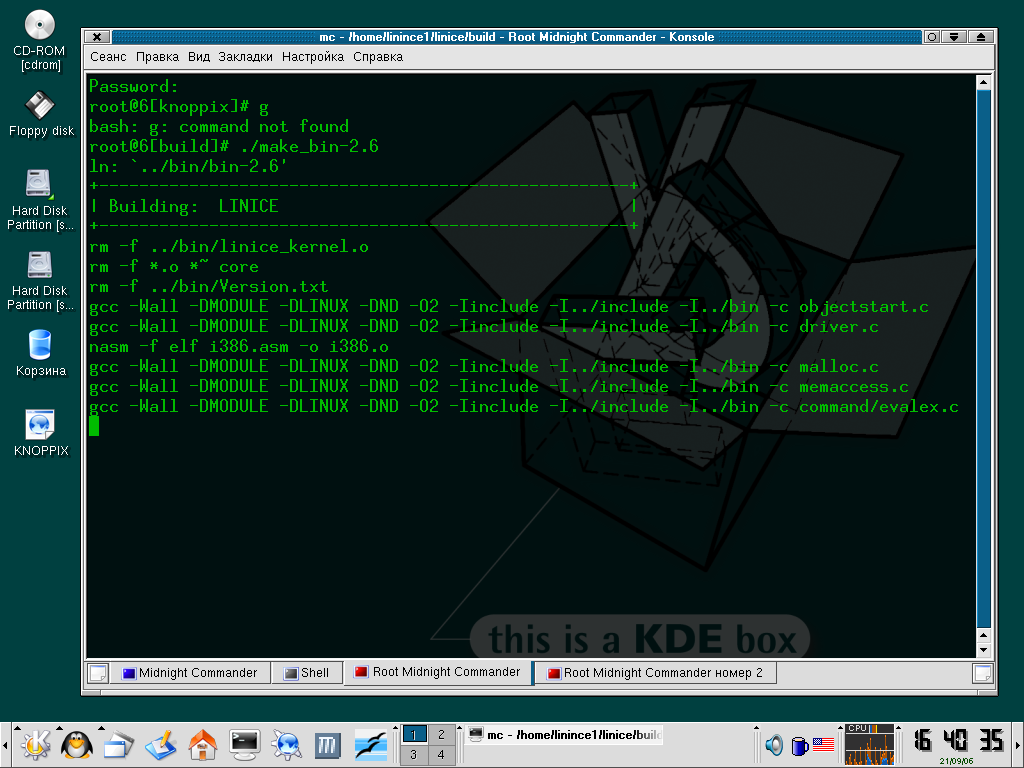 CD-ROM
[cdrom]
Floppy disk
Hard Disk
Partition [s...
Hard Disk
Partition [s...
Корзина
KNOPPIX
mc - /home/linince1/linice/build - Root Midnight Commander - Konsole
Сеанс Правка Вид Закладки Настройка Справка
Password:
root@6[knoppix]# g
bash: g: command not found
root@6[build]# ./make_bin-2.6
ln: `../bin/bin-2.6'
+-----------------------------------------------------+
| Building:  LINICE                                   |
+-----------------------------------------------------+
rm -f ../bin/linice_kernel.o
rm -f *.o *~ core
rm -f ../bin/Version.txt
gcc -Wall -DMODULE -DLINUX -DND -O2 -Iinclude -I../include -I../bin -c objectstart.c
gcc -Wall -DMODULE -DLINUX -DND -O2 -Iinclude -I../include -I../bin -c driver.c
nasm -f elf i386.asm -o i386.o
gcc -Wall -DMODULE -DLINUX -DND -O2 -Iinclude -I../include -I../bin -c malloc.c
gcc -Wall -DMODULE -DLINUX -DND -O2 -Iinclude -I../include -I../bin -c memaccess.c
gcc -Wall -DMODULE -DLINUX -DND -O2 -Iinclude -I../include -I../bin -c command/evalex.c
this is a KDE box
Midnight Commander Shell Root Midnight Commander Root Midnight Commander номер 2
1 2
3 4
mc - /home/linince1/linice/build
CPU
16 40 35
21/09/06